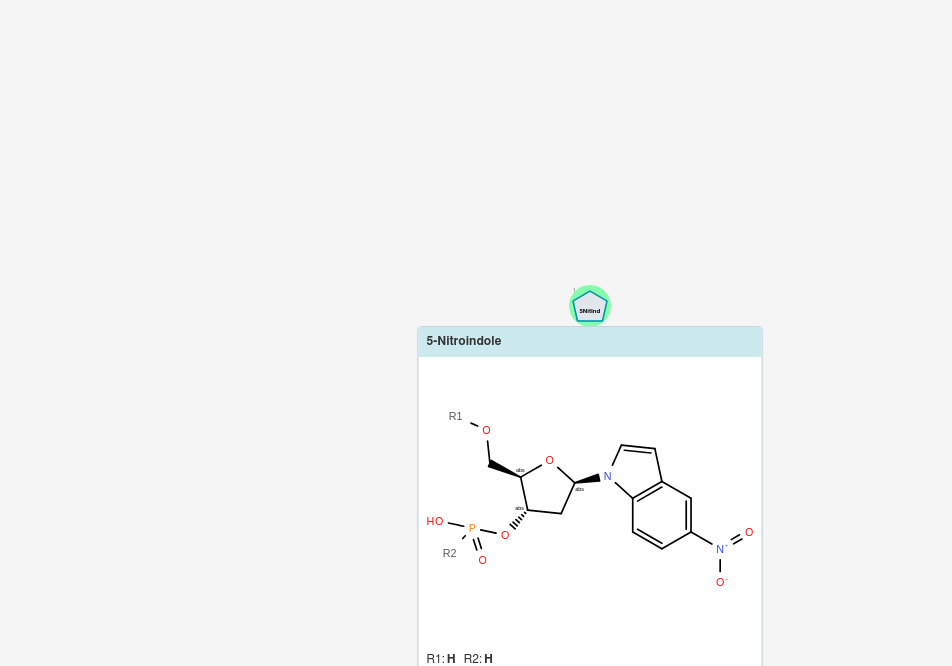 5NitInd
5-Nitroindole
R1
O
abs
O
N
abs
abs
HO
P
O
R2
O
N+
O
O-
R1: H R2: H